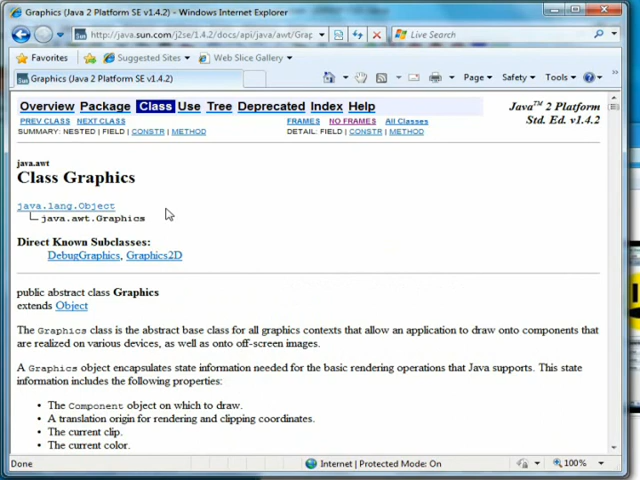 Graphics (Java 2 Platform SE v1.4.2) - Windows Internet Explorer
http://java.sun.com/j2se/1.4.2/docs/api/java/awt/Grap
Live Search
Favorites
Suggested Sites
Web Slice Gallery
Graphics (Java 2 Platform SE v1.4.2)
Page
Safety
Tools
Overview Package Class Use Tree Deprecated Index Help
Java™ 2 Platform
Std. Ed. v1.4.2
PREV CLASS NEXT CLASS
FRAMES NO FRAMES All Classes
SUMMARY: NESTED | FIELD | CONSTR | METHOD
DETAIL: FIELD | CONSTR | METHOD
java.awt
Class Graphics
java.lang.Object
java.awt.Graphics
Direct Known Subclasses:
DebugGraphics, Graphics2D
public abstract class Graphics
extends Object
The Graphics class is the abstract base class for all graphics contexts that allow an application to draw onto components that
are realized on various devices, as well as onto off-screen images.
A Graphics object encapsulates state information needed for the basic rendering operations that Java supports. This state
information includes the following properties:
• The Component object on which to draw.
• A translation origin for rendering and clipping coordinates.
• The current clip.
• The current color.
Done
Internet | Protected Mode: On
100%